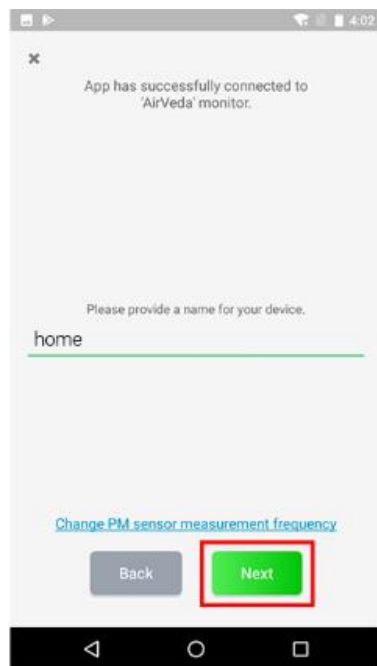 4:02
×
App has successfully connected to
'AirVeda' monitor.
Please provide a name for your device.
home
Change PM sensor measurement frequency
Back
Next